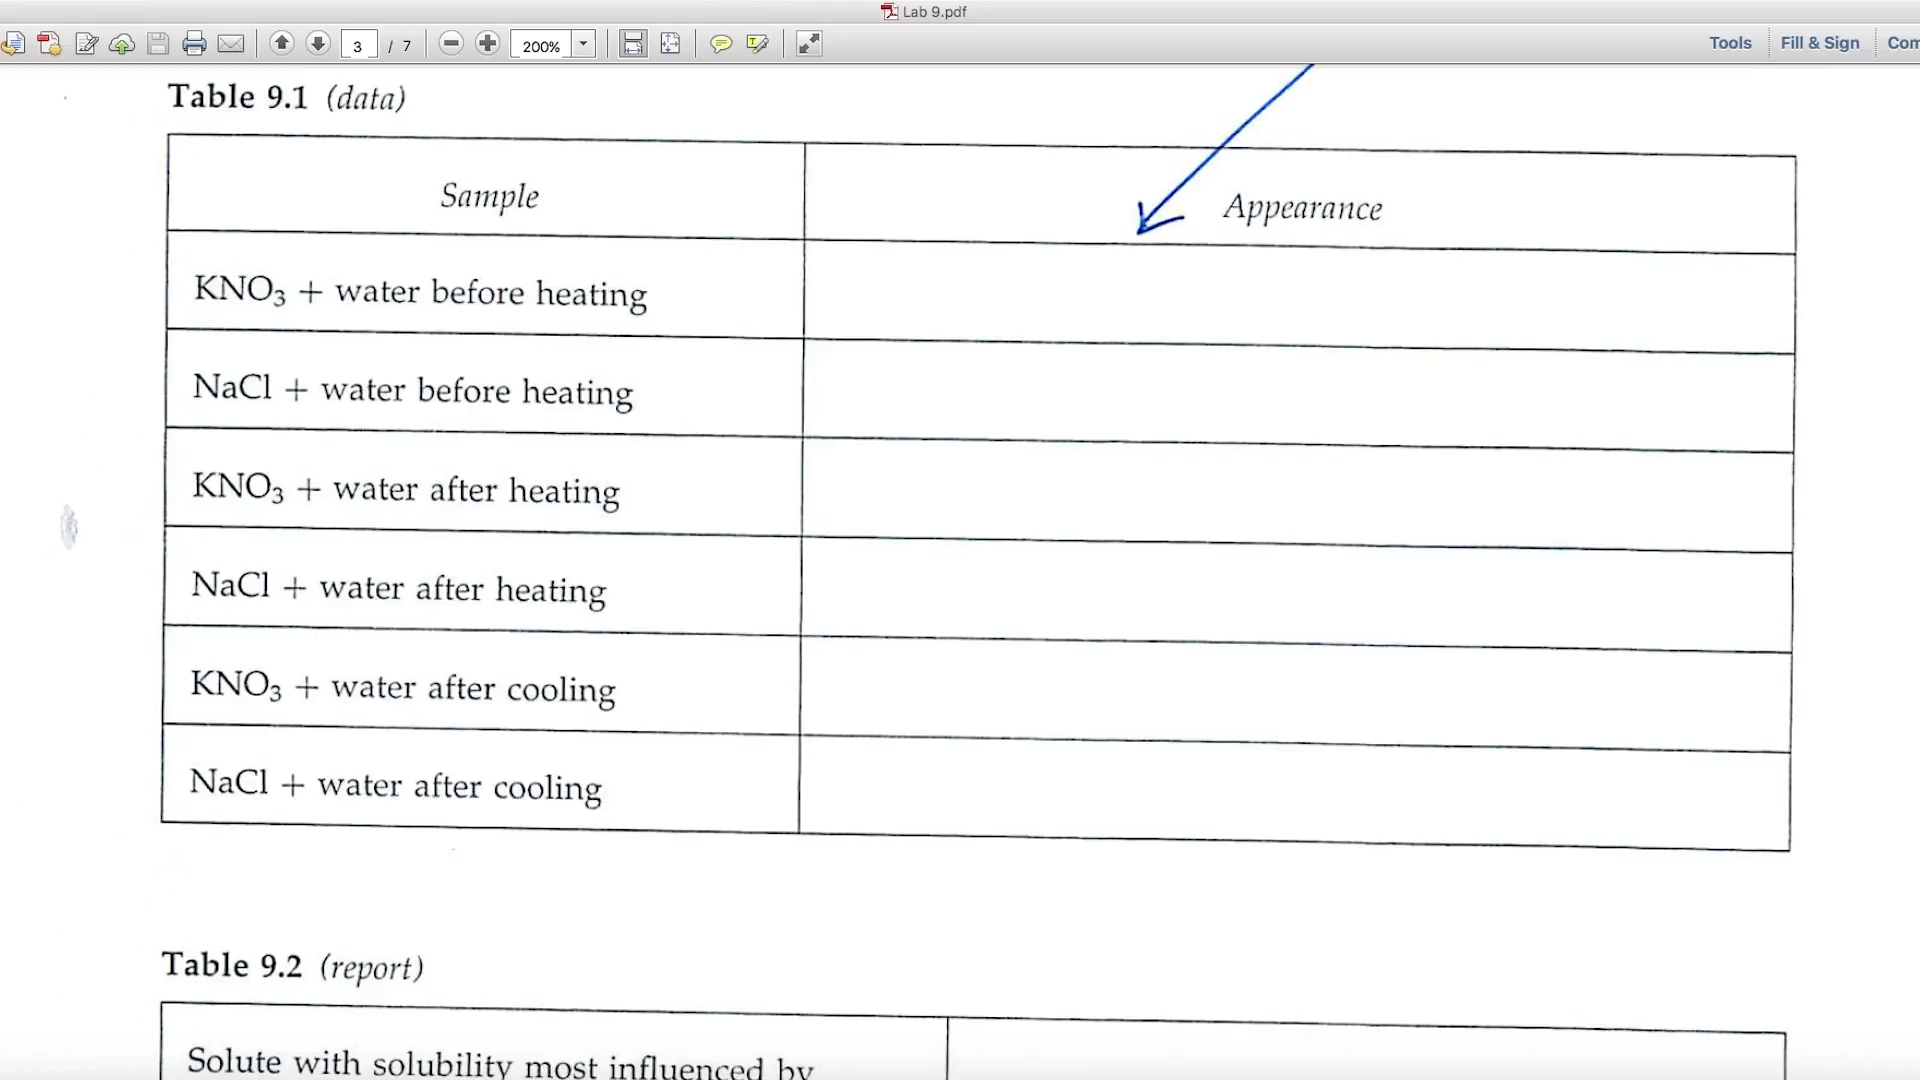 Lab 9.pdf
3 / 7 200% Tools Fill & Sign Com
Table 9.1 (data)
Sample Appearance
KNO₃ + water before heating
NaCl + water before heating
KNO₃ + water after heating
NaCl + water after heating
KNO₃ + water after cooling
NaCl + water after cooling
Table 9.2 (report)
Solute with solubility most influenced by